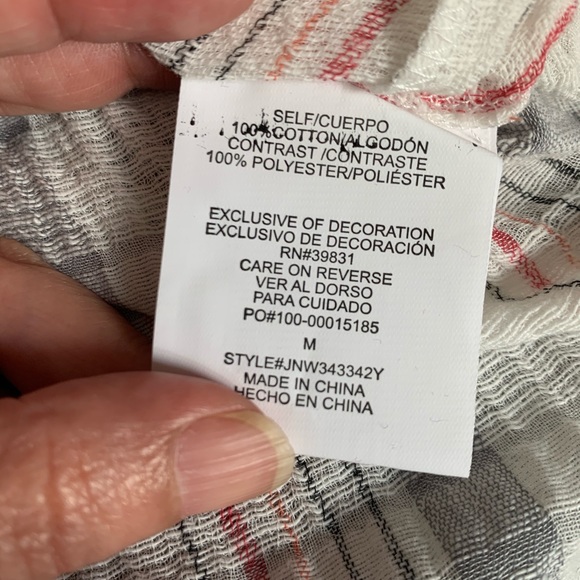 SELF/CUERPO
100% COTTON/ALGODÓN
CONTRAST /CONTRASTE
100% POLYESTER/POLIÉSTER
EXCLUSIVE OF DECORATION
EXCLUSIVO DE DECORACIÓN
RN#39831
CARE ON REVERSE
VER AL DORSO
PARA CUIDADO
PO#100-00015185
M
STYLE#JNW343342Y
MADE IN CHINA
HECHO EN CHINA